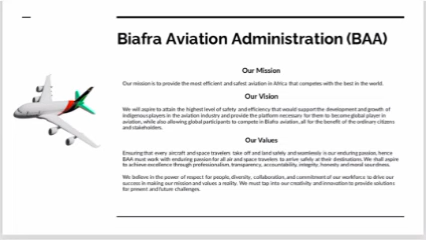 Biafra Aviation Administration (BAA)
Our Mission
Our mission is to provide the most efficient and safest aviation in Africa that competes with the best in the world.
Our Vision
We will aspire to attain the highest level of safety and efficiency that would support the development and growth of
indigenous players in the aviation industry and provide the platform necessary for them to become global player in
aviation, while also allowing global participants to compete in Biafra aviation, all for the benefit of the ordinary citizens
and stakeholders.
Our Values
Ensuring that every aircraft and space travelers take off and land safely and seamlessly is our enduring passion, hence
BAA must work with enduring passion for all air and space travelers to arrive safely at their destinations. We shall aspire
to achieve excellence through professionalism, transparency, accountability, integrity, honesty and moral soundness.
We believe in the power of respect for people, diversity, collaboration, and commitment of our workforce to drive our
success in making our mission and values a reality. We must tap into our creativity and innovation to provide solutions
for present and future challenges.